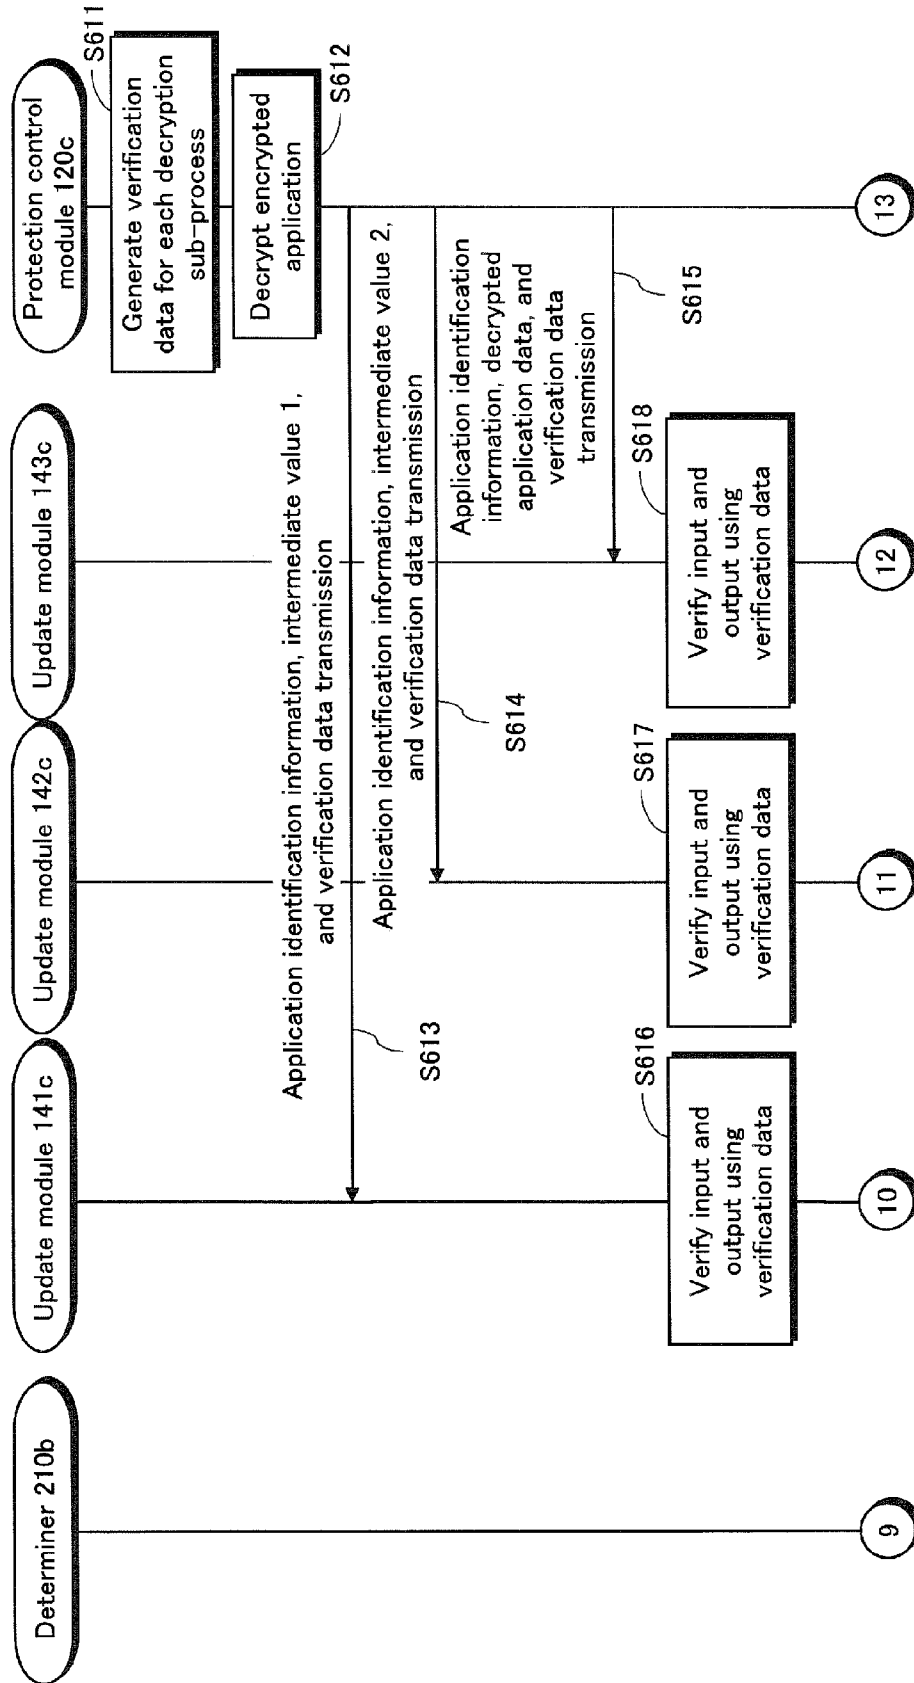 Determiner 210b
Update module 141c
Update module 142c
Update module 143c
Protection control
module 120c
S611
Generate verification
data for each decryption
sub-process
S612
Decrypt encrypted
application
Application identification information, intermediate value 1,
and verification data transmission
S613
Application identification information, intermediate value 2,
and verification data transmission
S614
Application identification
information, decrypted
application data, and
verification data
transmission
S615
S616
Verify input and
output using
verification data
S617
Verify input and
output using
verification data
S618
Verify input and
output using
verification data
9
10
11
12
13